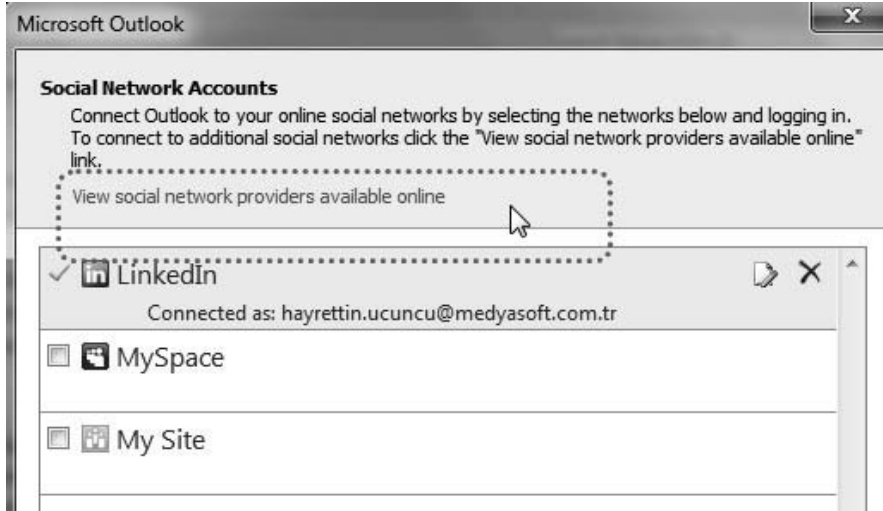 Microsoft Outlook
Social Network Accounts
Connect Outlook to your online social networks by selecting the networks below and logging in.
To connect to additional social networks click the "View social network providers available online"
link.
View social network providers available online
LinkedIn
Connected as: hayrettin.ucuncu@medyasoft.com.tr
MySpace
My Site